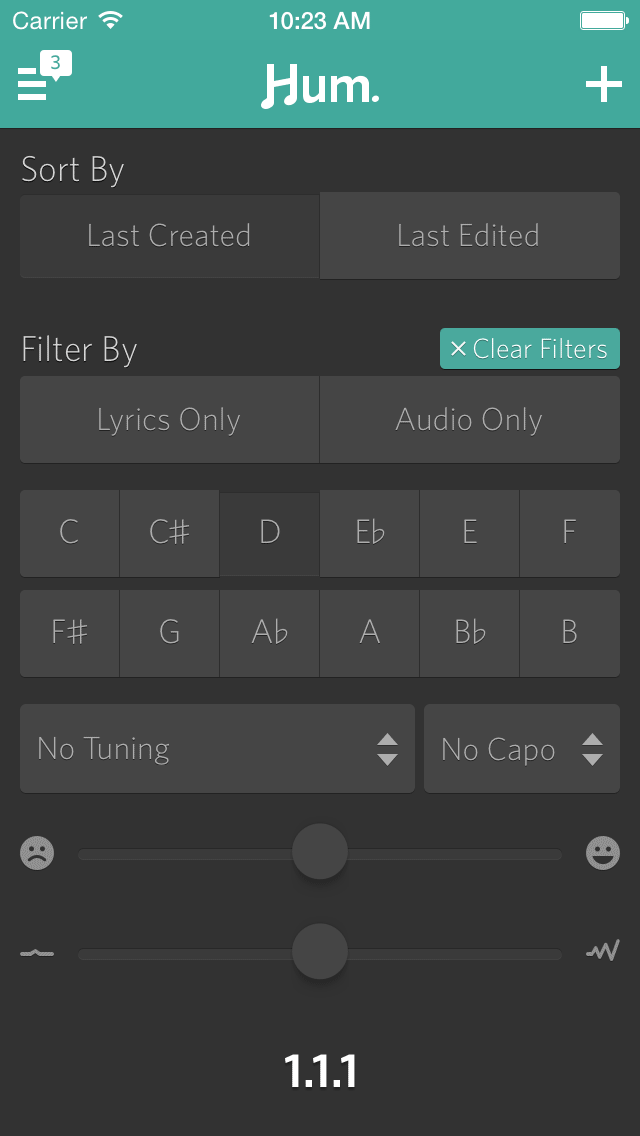 Carrier 10:23 AM
3 Hum.
Sort By
Last Created Last Edited
Filter By × Clear Filters
Lyrics Only Audio Only
C C♯ D E♭ E F
F♯ G A♭ A B♭ B
No Tuning No Capo
1.1.1